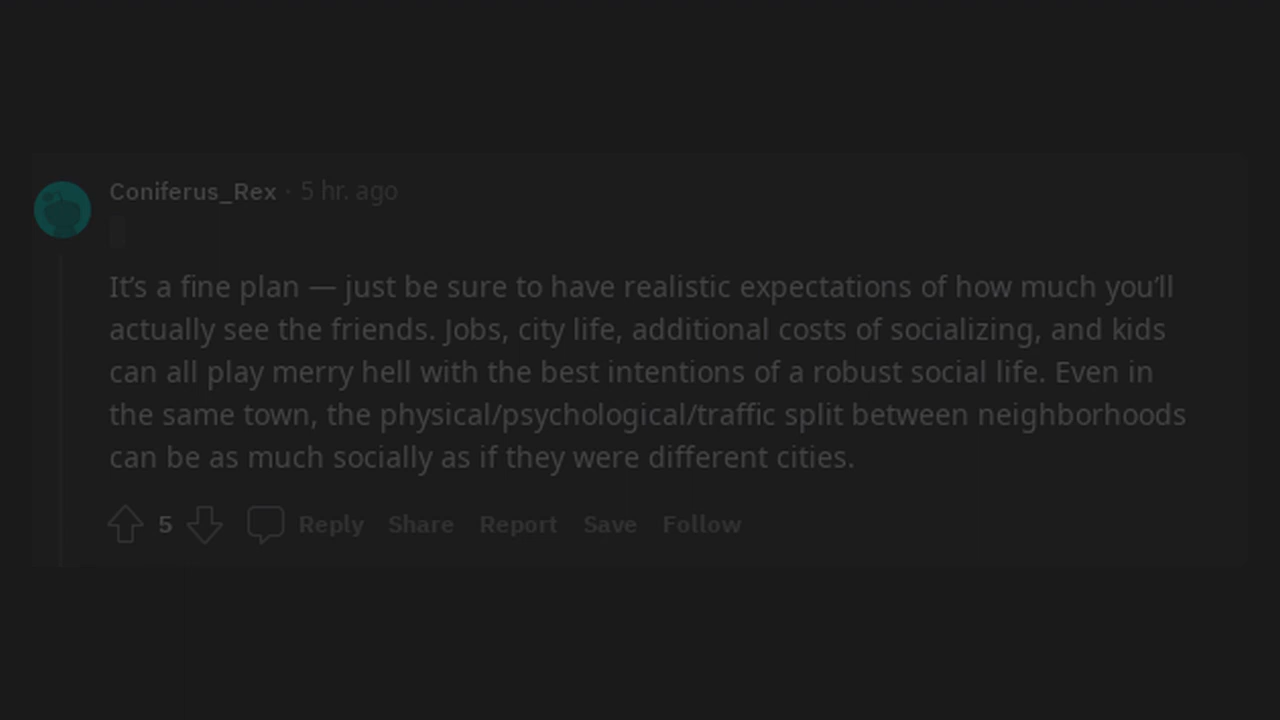 Coniferus_Rex · 5 hr. ago
It’s a fine plan — just be sure to have realistic expectations of how much you’ll
actually see the friends. Jobs, city life, additional costs of socializing, and kids
can all play merry hell with the best intentions of a robust social life. Even in
the same town, the physical/psychological/traffic split between neighborhoods
can be as much socially as if they were different cities.
5 Reply Share Report Save Follow